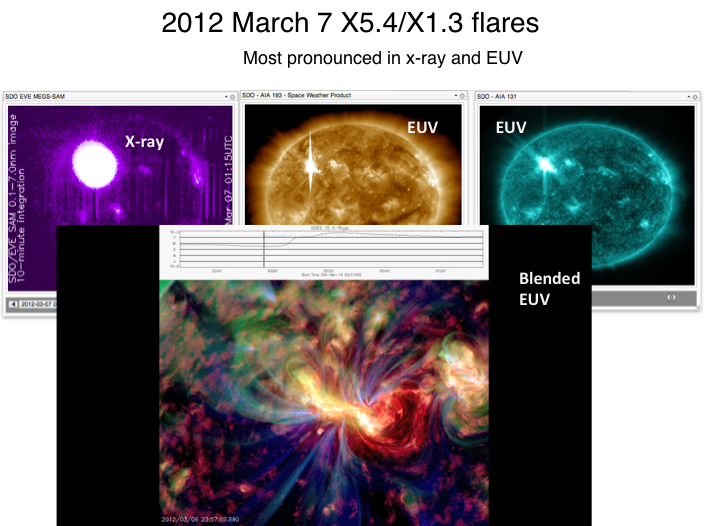 2012 March 7 X5.4/X1.3 flares
Most pronounced in x-ray and EUV
SDO EVE MEGS-SAM
SDO - AIA 193 - Space Weather Product
SDO - AIA 131
X-ray
EUV
EUV
SDO/EVE SAM 0.1-7.0nm image
10-minute integration
Mar 07 01:15UTC
2012-03-07 0
GOES 15 X-Rays
Blended
EUV
2012/03/06 23:57:07.840